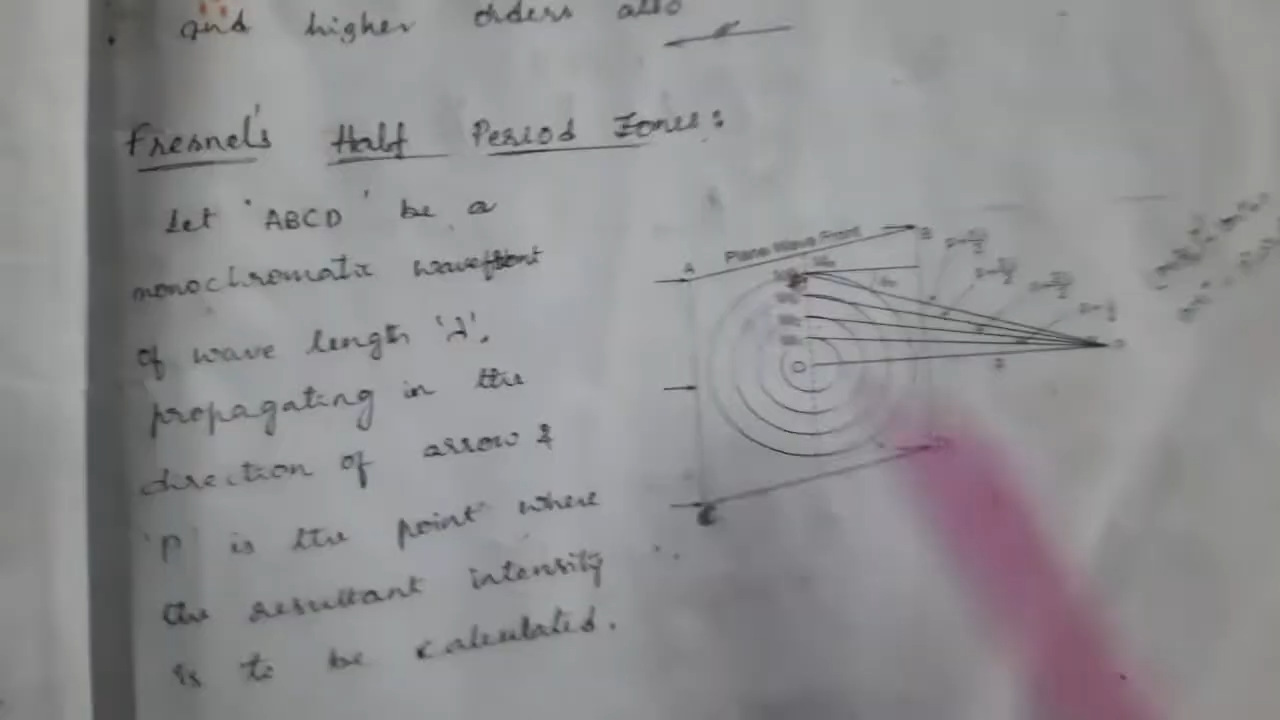 and higher orders also
Fresnel's Half Period Zones:
Let 'ABCD' be a
monochromatic wavefront
of wave length 'λ',
propagating in the
direction of arrow &
'P' is the point where
the resultant intensity
is to be calculated.
Plane Wave Front
A
B
O